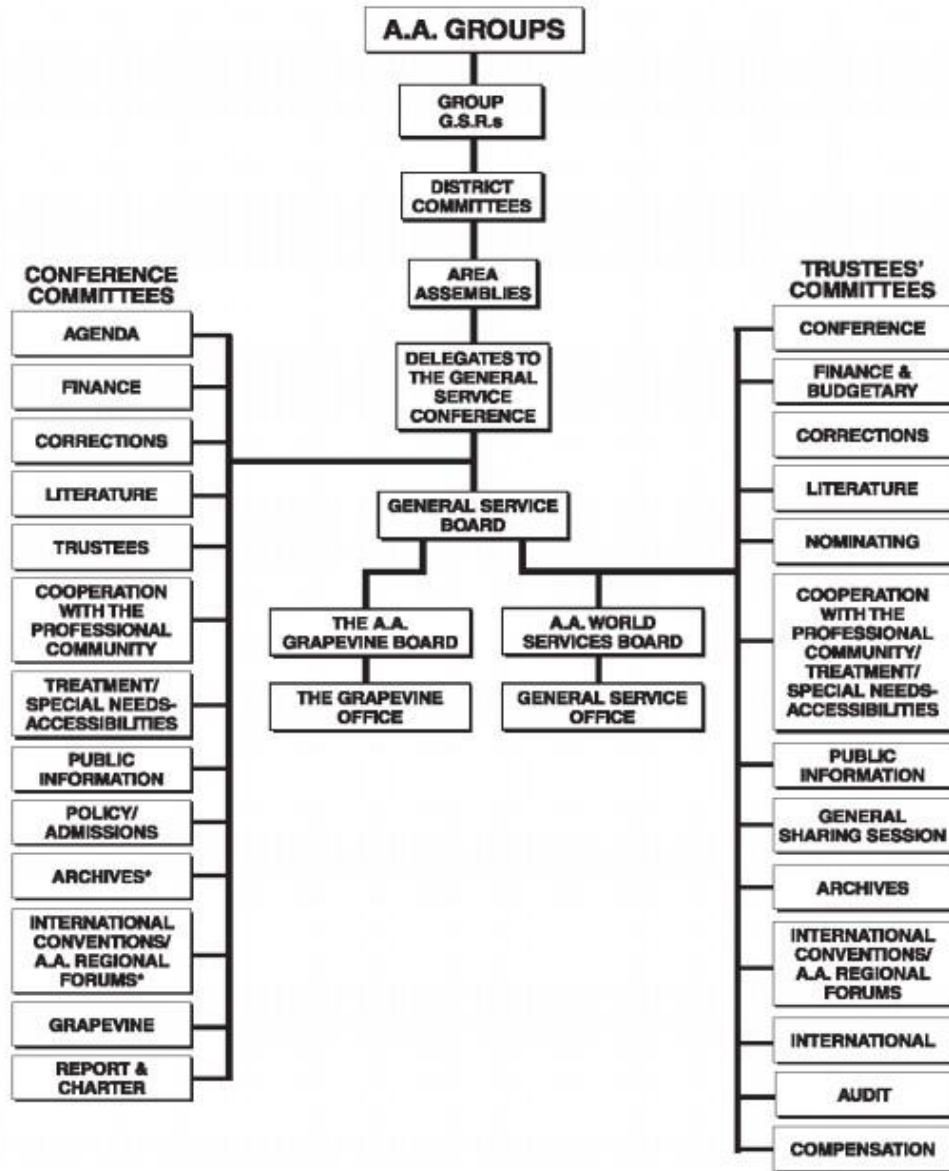 A.A. GROUPS
GROUP
G.S.R.s
DISTRICT
COMMITTEES
AREA
ASSEMBLIES
DELEGATES TO
THE GENERAL
SERVICE
CONFERENCE
GENERAL SERVICE
BOARD
THE A.A.
GRAPEVINE BOARD
THE GRAPEVINE
OFFICE
A.A. WORLD
SERVICES BOARD
GENERAL SERVICE
OFFICE
CONFERENCE
COMMITTEES
AGENDA
FINANCE
CORRECTIONS
LITERATURE
TRUSTEES
COOPERATION
WITH THE
PROFESSIONAL
COMMUNITY
TREATMENT/
SPECIAL NEEDS-
ACCESSIBILITIES
PUBLIC
INFORMATION
POLICY/
ADMISSIONS
ARCHIVES*
INTERNATIONAL
CONVENTIONS/
A.A. REGIONAL
FORUMS*
GRAPEVINE
REPORT &
CHARTER
TRUSTEES'
COMMITTEES
CONFERENCE
FINANCE &
BUDGETARY
CORRECTIONS
LITERATURE
NOMINATING
COOPERATION
WITH THE
PROFESSIONAL
COMMUNITY/
TREATMENT/
SPECIAL NEEDS-
ACCESSIBILITIES
PUBLIC
INFORMATION
GENERAL
SHARING SESSION
ARCHIVES
INTERNATIONAL
CONVENTIONS/
A.A. REGIONAL
FORUMS
INTERNATIONAL
AUDIT
COMPENSATION